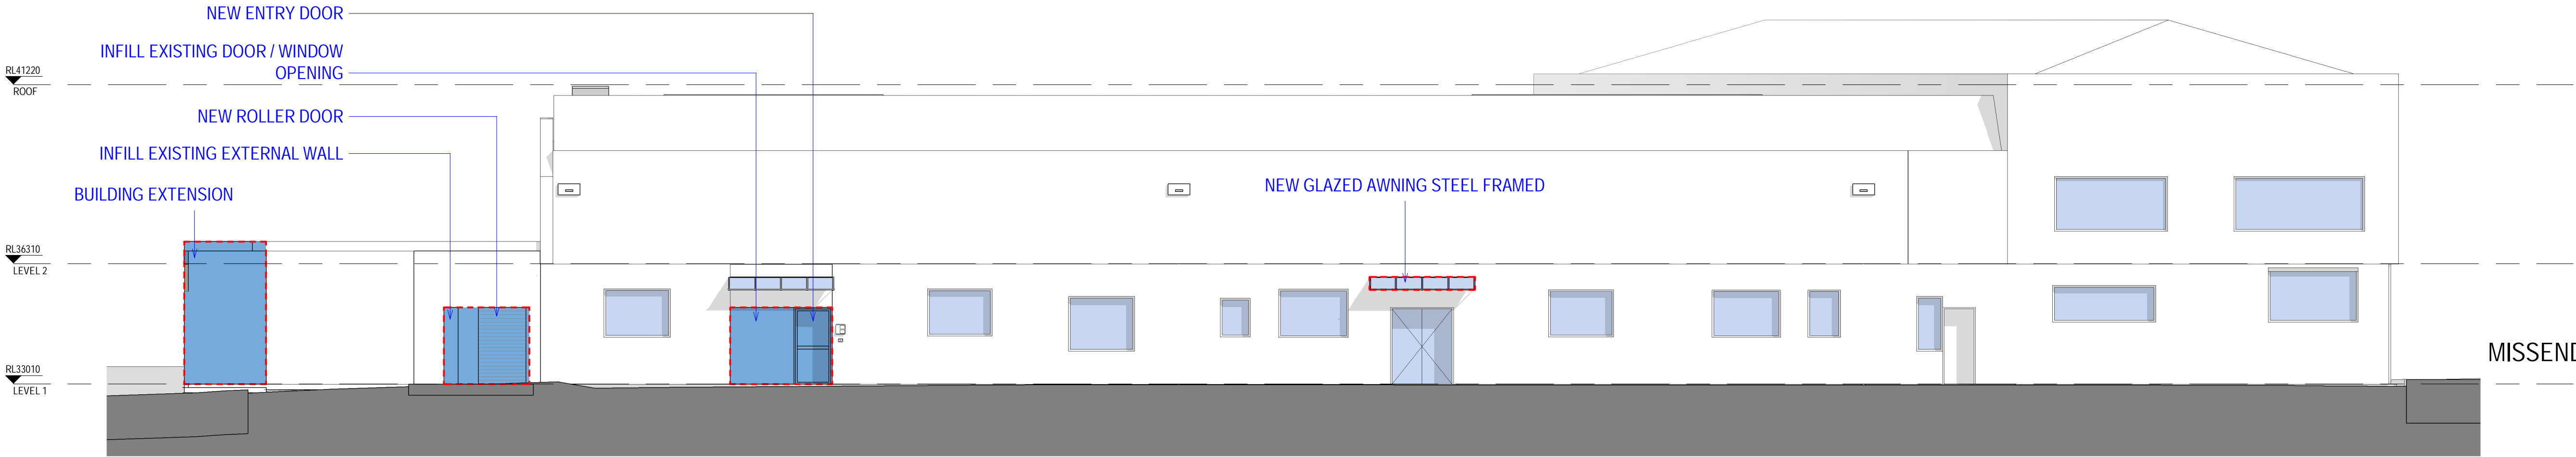 NEW ENTRY DOOR
INFILL EXISTING DOOR / WINDOW
OPENING
RL41220
ROOF
NEW ROLLER DOOR
INFILL EXISTING EXTERNAL WALL
BUILDING EXTENSION
NEW GLAZED AWNING STEEL FRAMED
RL36310
LEVEL 2
MISSEND
RL33010
LEVEL 1